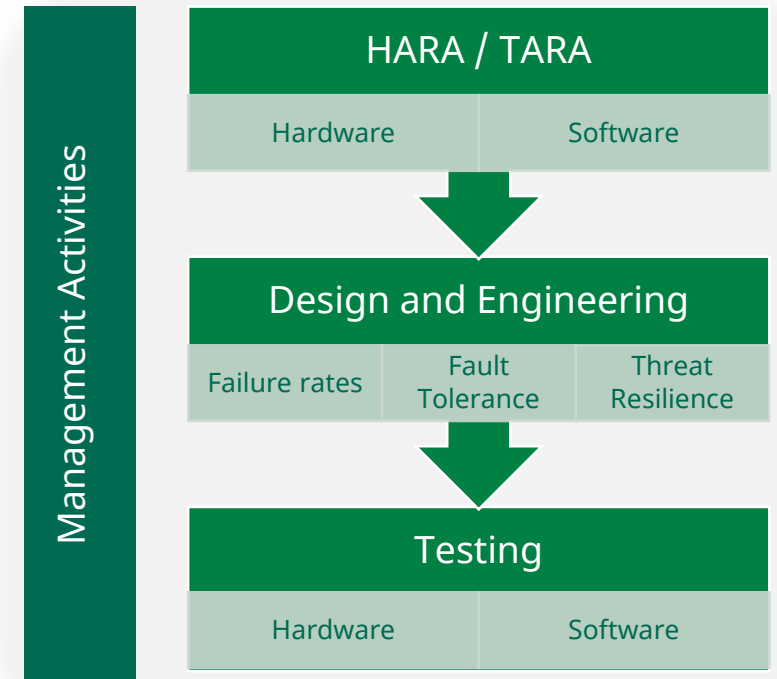 Management Activities
HARA / TARA
Hardware
Software
Design and Engineering
Failure rates
Fault
Tolerance
Threat
Resilience
Testing
Hardware
Software